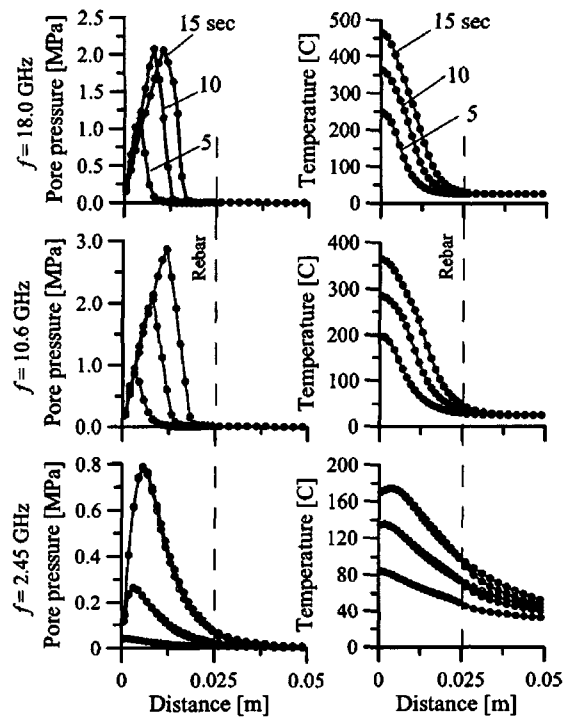 f = 18.0 GHz
Pore pressure [MPa]
2.5
2.0
1.5
1.0
0.5
0.0
15 sec
10
5
Temperature [C]
500
400
300
200
100
0
15 sec
10
5
f = 10.6 GHz
Pore pressure [MPa]
3.0
2.0
1.0
0.0
Rebar
Temperature [C]
400
300
200
100
0
Rebar
f = 2.45 GHz
Pore pressure [MPa]
0.8
0.6
0.4
0.2
0
0 0.025 0.05
Distance [m]
Temperature [C]
200
160
120
80
40
0
0 0.025 0.05
Distance [m]